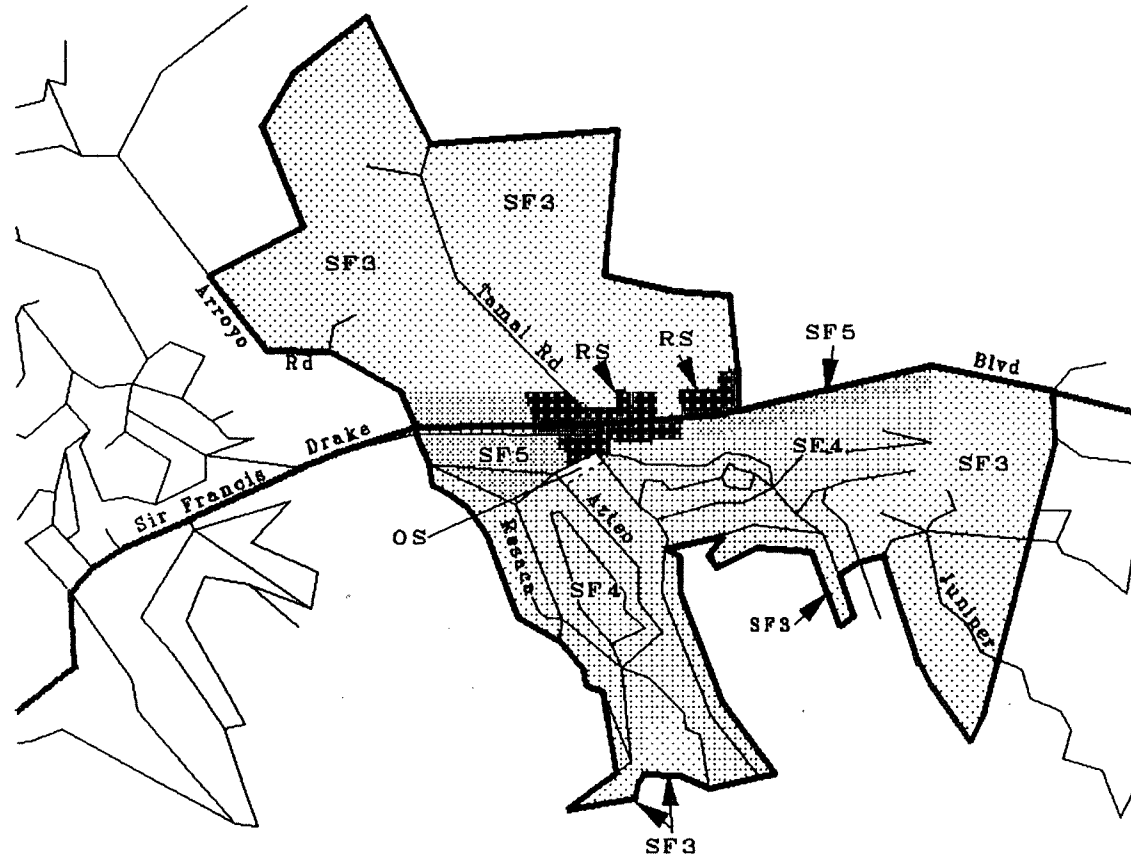 SF3
SF3
Arroyo
Rd
Tamal Rd
RS
RS
SF5
Blvd
Sir Francis Drake
SF5
SF4
SF3
OS
Resaca
Azteo
SF4
SF3
Juniper
SF3